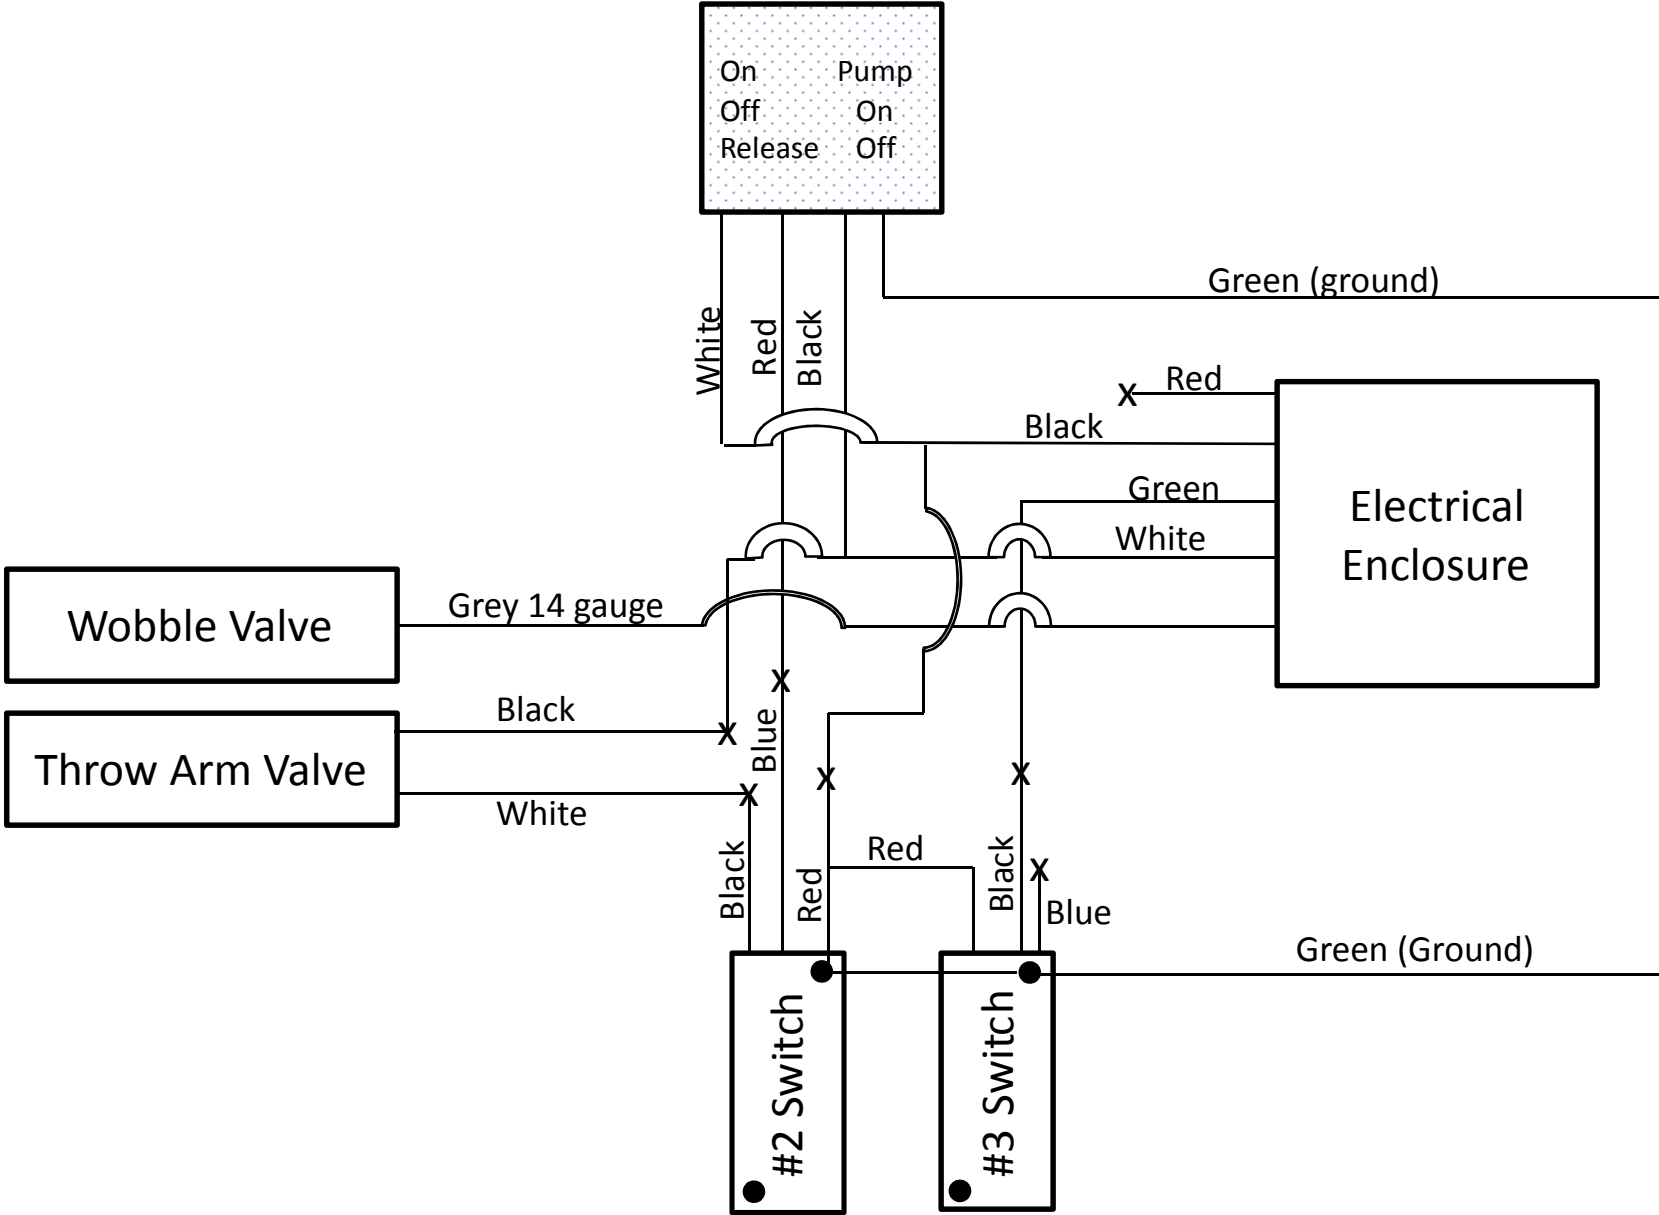 On Pump
Off On
Release Off
Green (ground)
White
Red
Black
X Red
Black
Green
White
Electrical
Enclosure
Wobble Valve
Grey 14 gauge
X
Black
X
Blue
Throw Arm Valve
X
X
X
White
Black
Red
Red
Black
X
Blue
Green (Ground)
#2 Switch
#3 Switch